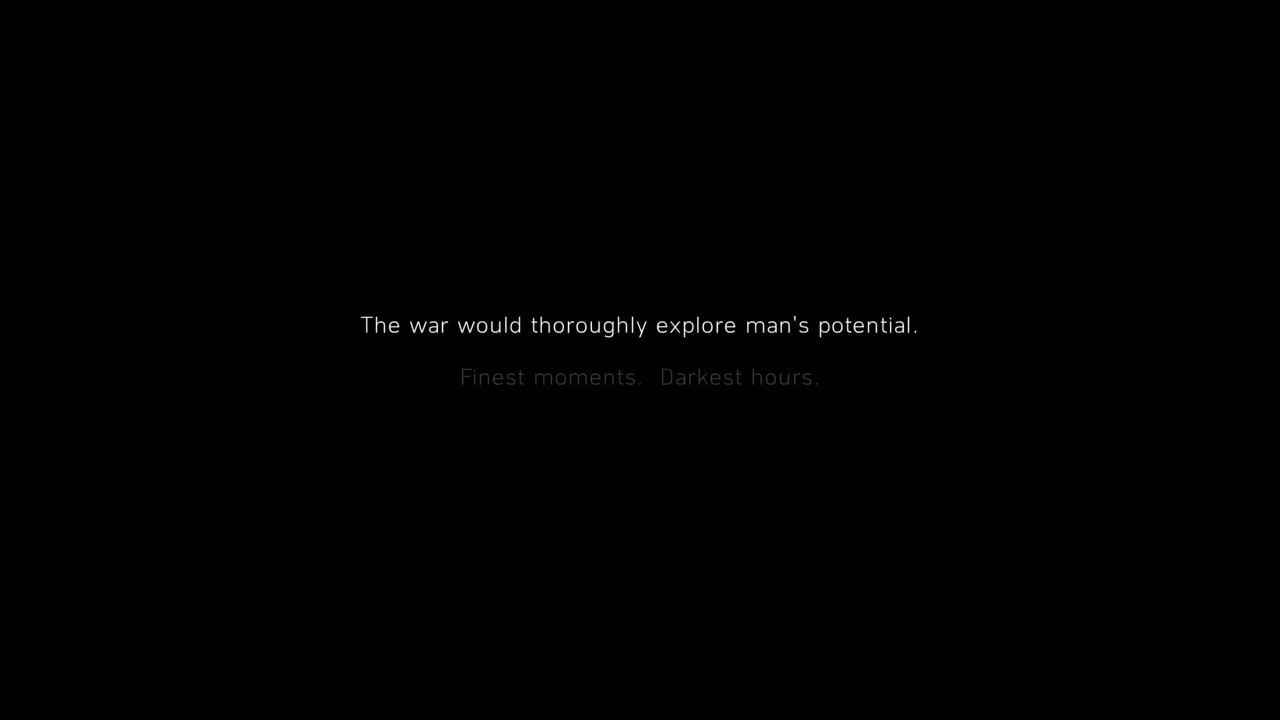 The war would thoroughly explore man's potential.
Finest moments.  Darkest hours.